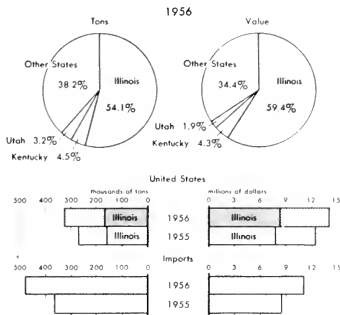 1956
Tons Value
Other States
38.2%
Illinois
54.1%
Utah 3.2%
Kentucky 4.5%
Other States
34.4%
Illinois
59.4%
Utah 1.9%
Kentucky 4.3%
United States
thousands of tons millions of dollars
500 400 300 200 100 0 0 3 6 9 12 15
Illinois 1956 Illinois
Illinois 1955 Illinois
Imports
500 400 300 200 100 0 0 3 6 9 12 15
1956
1955